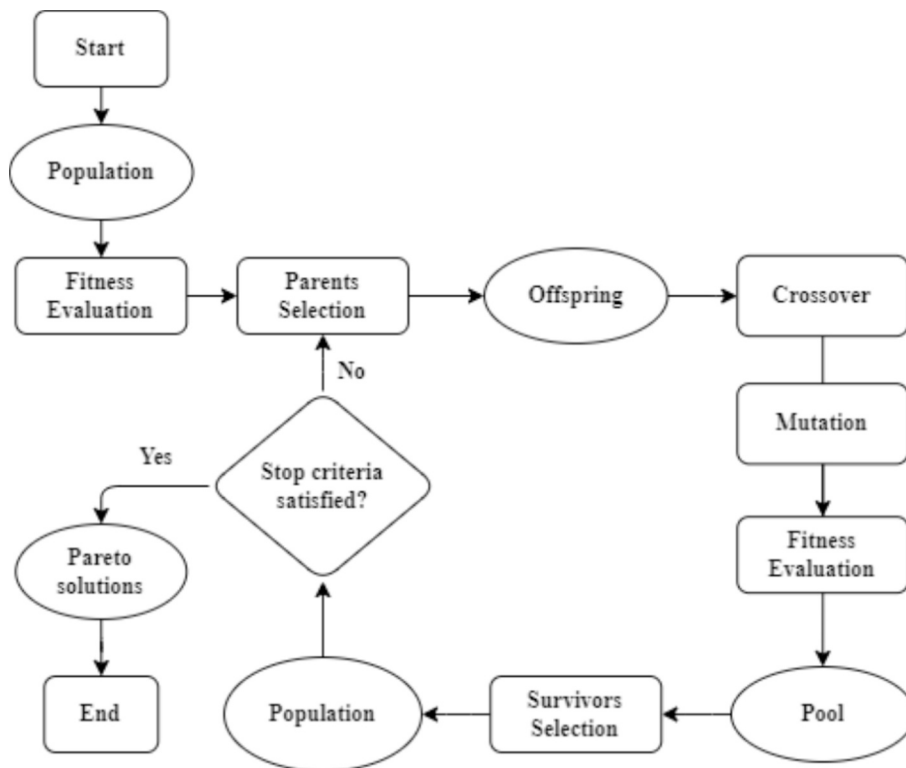 Start
Population
Fitness
Evaluation
Parents
Selection
Offspring
Crossover
No
Mutation
Yes
Stop criteria
satisfied?
Fitness
Evaluation
Pareto
solutions
End
Population
Survivors
Selection
Pool